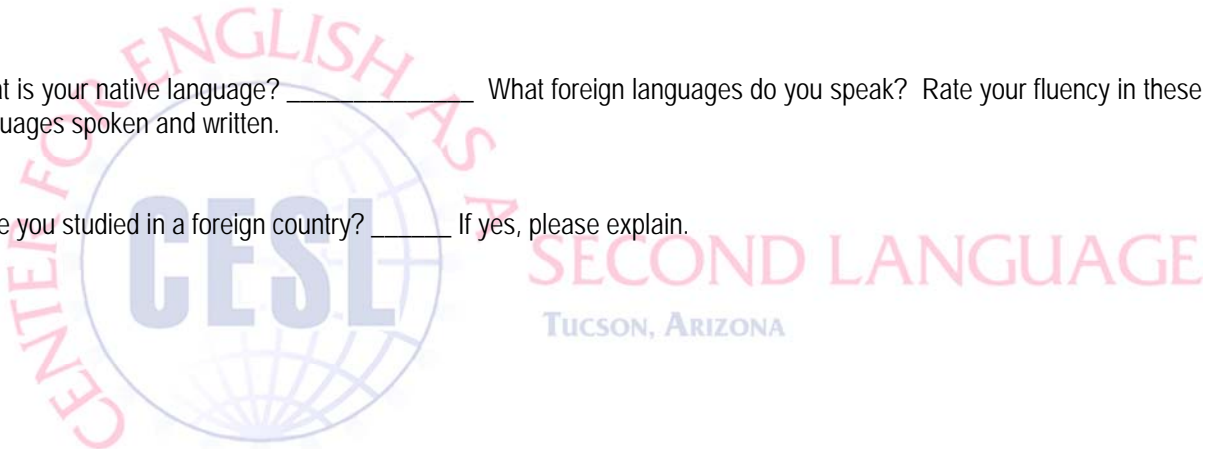 at is your native language? ______________ What foreign languages do you speak? Rate your fluency in these
uages spoken and written.
e you studied in a foreign country? ______ If yes, please explain.
CENTER FOR ENGLISH AS A
SECOND LANGUAGE
CESL
TUCSON, ARIZONA